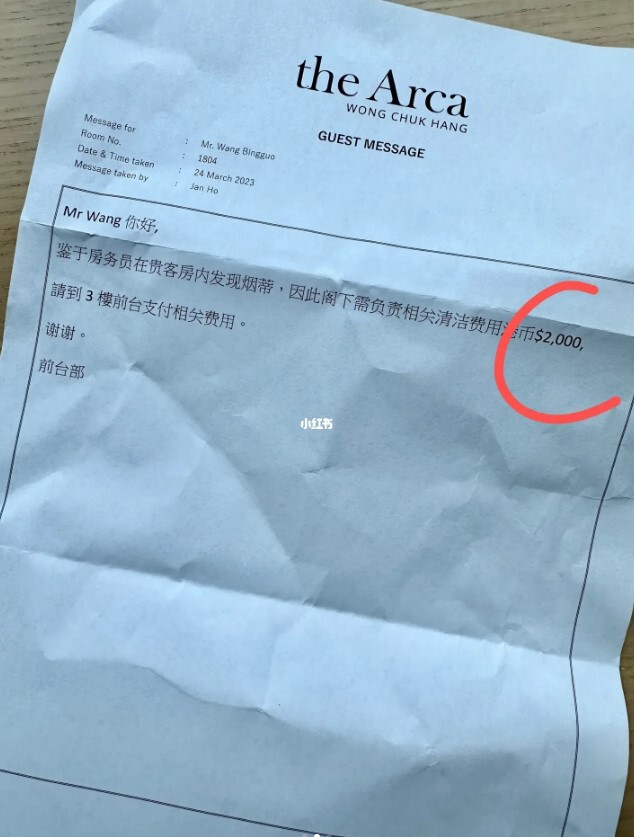 the Arca
WONG CHUK HANG
GUEST MESSAGE
Message for : Mr. Wang Bingguo
Room No. : 1804
Date & Time taken : 24 March 2023
Message taken by : Jan Ho
Mr Wang 你好,
鉴于房务员在贵客房内发现烟蒂，因此阁下需负责相关清洁费用港币$2,000,
請到 3 樓前台支付相关费用。
谢谢。
前台部
小红书